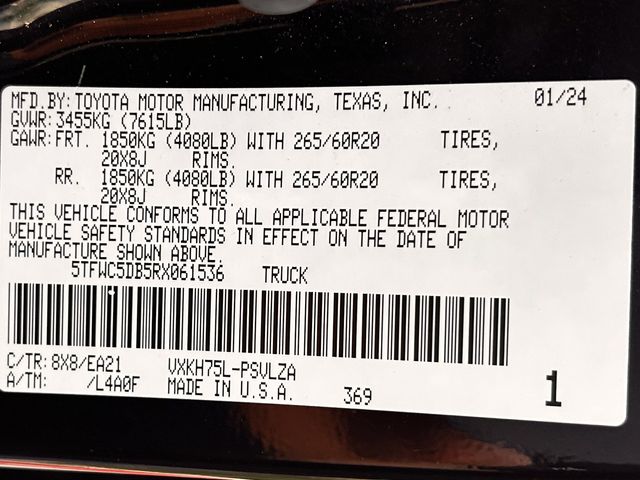 MFD.BY: TOYOTA MOTOR MANUFACTURING, TEXAS, INC. 01/24
GVWR: 3455KG (7615LB)
GAWR: FRT. 1850KG (4080LB) WITH 265/60R20 TIRES,
20X8J RIMS.
RR. 1850KG (4080LB) WITH 265/60R20 TIRES,
20X8J RIMS.
THIS VEHICLE CONFORMS TO ALL APPLICABLE FEDERAL MOTOR
VEHICLE SAFETY STANDARDS IN EFFECT ON THE DATE OF
MANUFACTURE SHOWN ABOVE.
5TFWC5DB5RX061536 TRUCK
C/TR: 8X8/EA21 VXKH75L-PSVLZA
A/TM: /L4A0F MADE IN U.S.A. 369 1